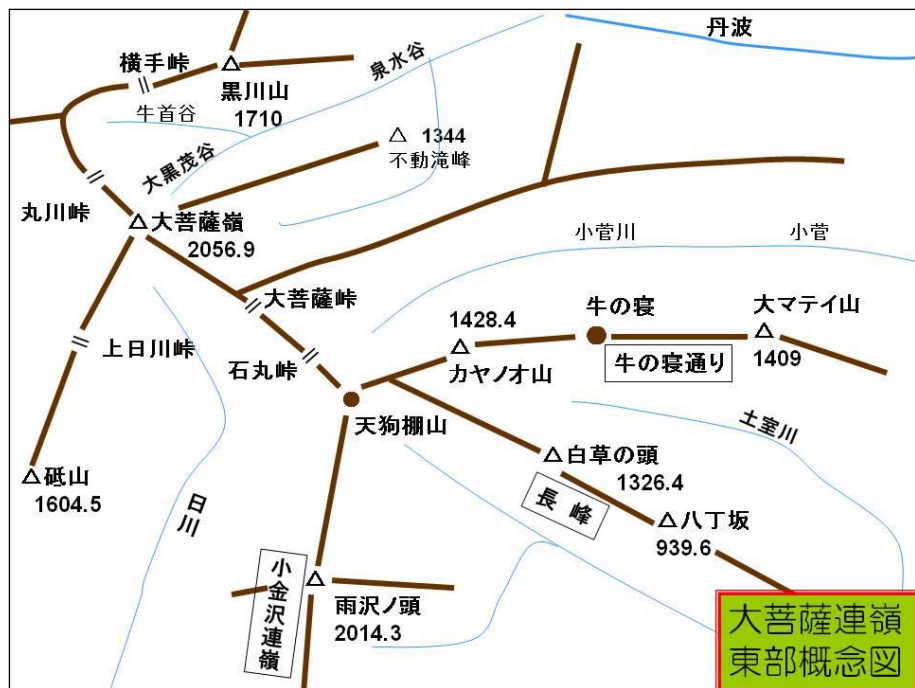 丹波
横手峠
泉水谷
黒川山
1710
牛首谷
1344
不動滝峰
大黒茂谷
丸川峠
大菩薩嶺
2056.9
小菅川
小菅
大菩薩峠
牛の寝
大マテイ山
1428.4
上日川峠
石丸峠
カヤノオ山
牛の寝通り
1409
天狗棚山
土室川
砥山
1604.5
白草の頭
1326.4
日川
長峰
八丁坂
939.6
小金沢連嶺
雨沢ノ頭
2014.3
大菩薩連嶺
東部概念図